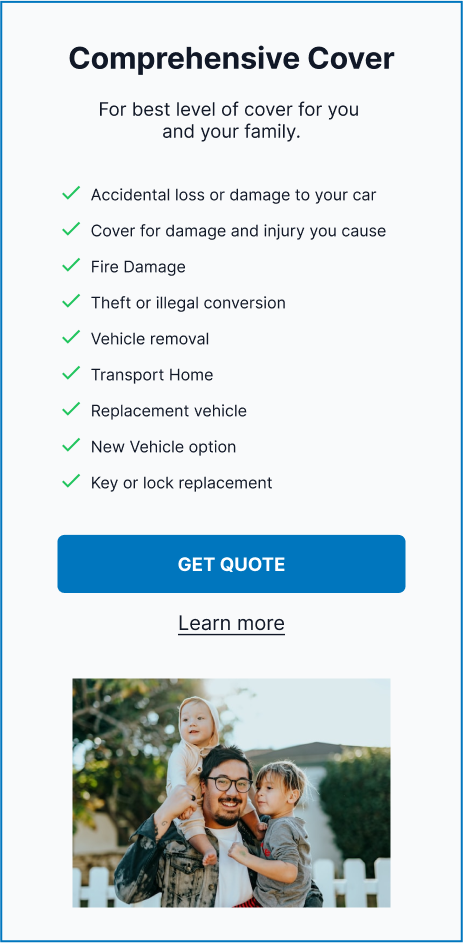 Comprehensive Cover
For best level of cover for you
and your family.
Accidental loss or damage to your car
Cover for damage and injury you cause
Fire Damage
Theft or illegal conversion
Vehicle removal
Transport Home
Replacement vehicle
New Vehicle option
Key or lock replacement
GET QUOTE
Learn more